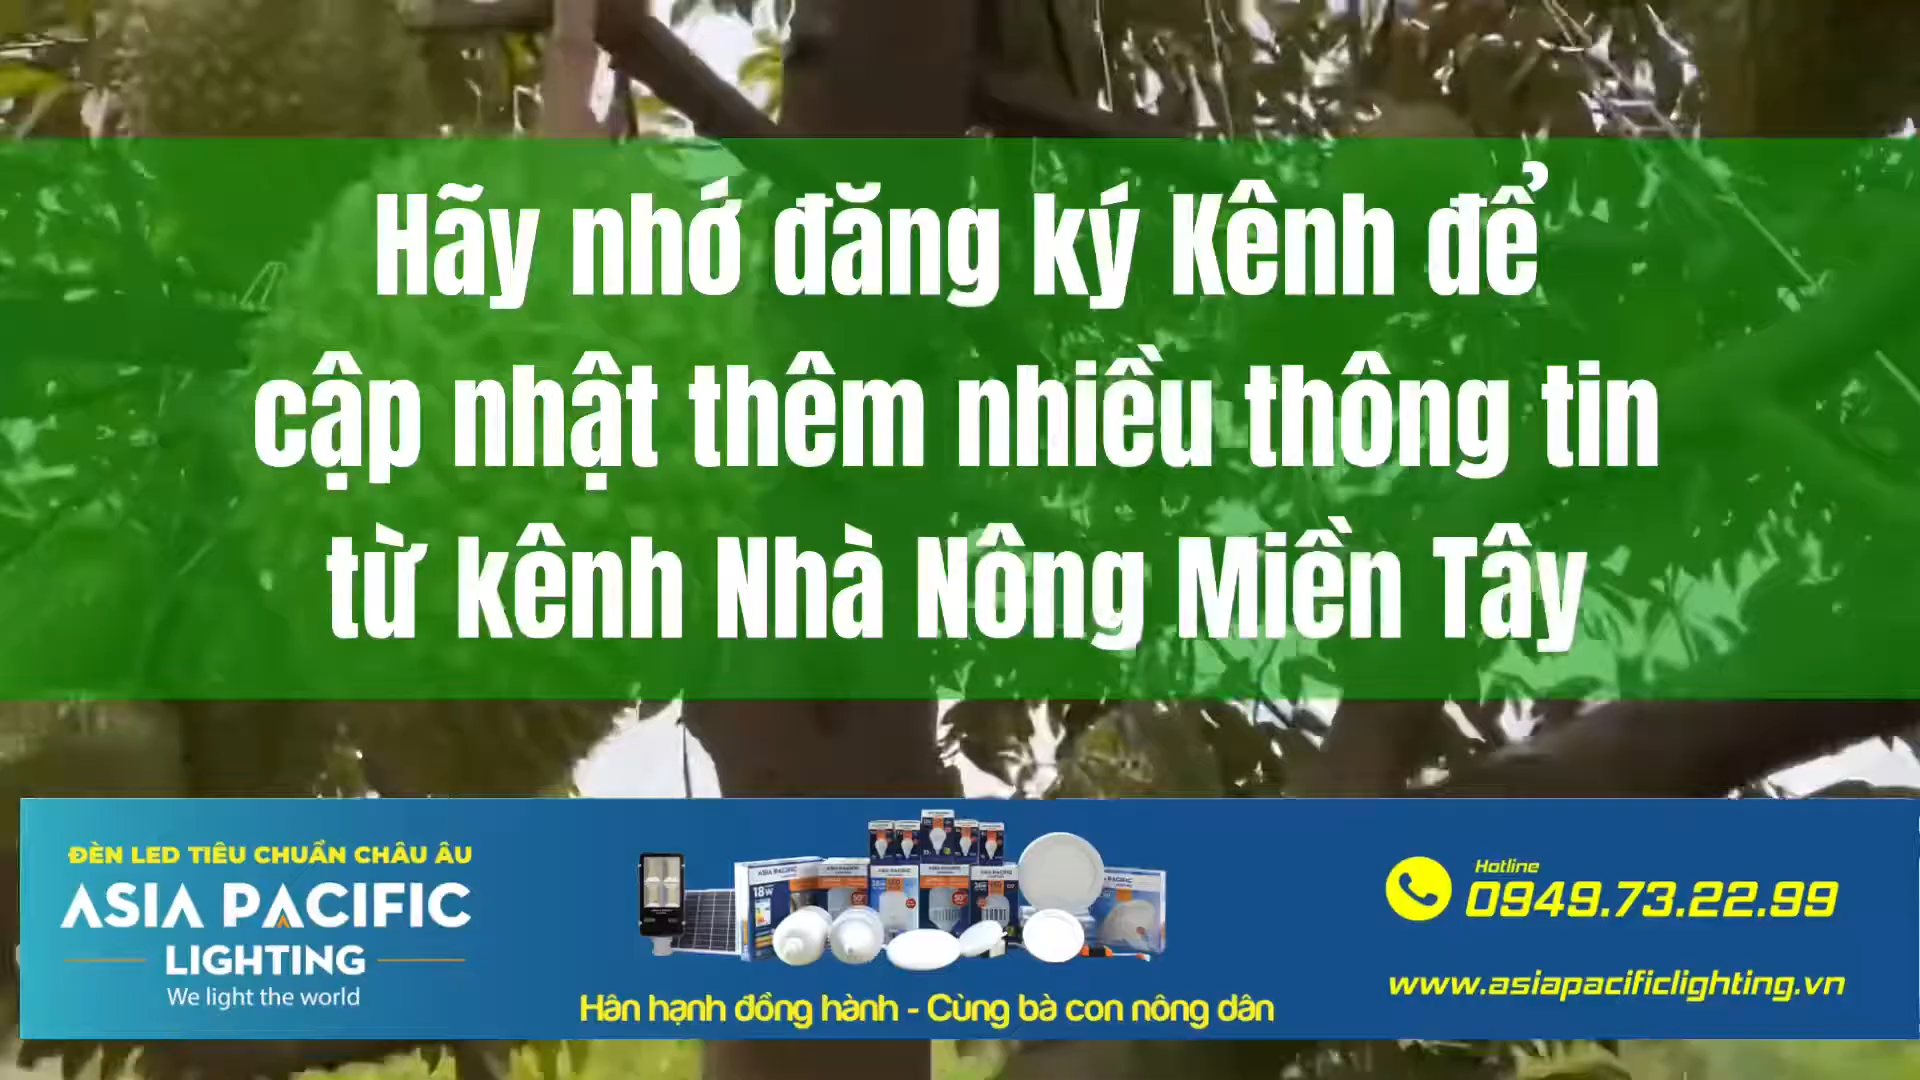 Hãy nhớ đăng ký Kênh để
cập nhật thêm nhiều thông tin
từ kênh Nhà Nông Miền Tây
ĐÈN LED TIÊU CHUẨN CHÂU ÂU
ASIA PACIFIC
LIGHTING
We light the world
18W
Hân hạnh đồng hành - Cùng bà con nông dân
Hotline
0949.73.22.99
www.asiapacificlighting.vn